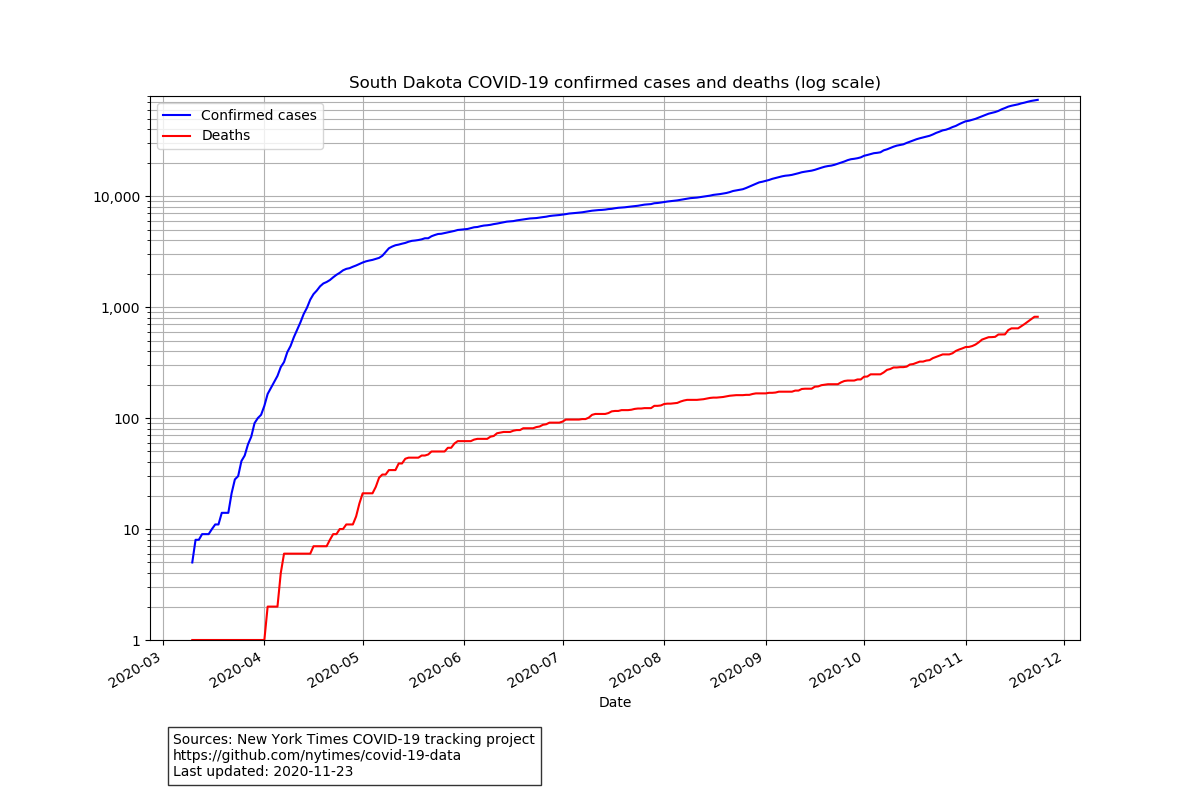 South Dakota COVID-19 confirmed cases and deaths (log scale)
Confirmed cases
Deaths
10,000
1,000
100
10
1
2020-03
2020-04
2020-05
2020-06
2020-07
2020-08
2020-09
2020-10
2020-11
2020-12
Date
Sources: New York Times COVID-19 tracking project
https://github.com/nytimes/covid-19-data
Last updated: 2020-11-23